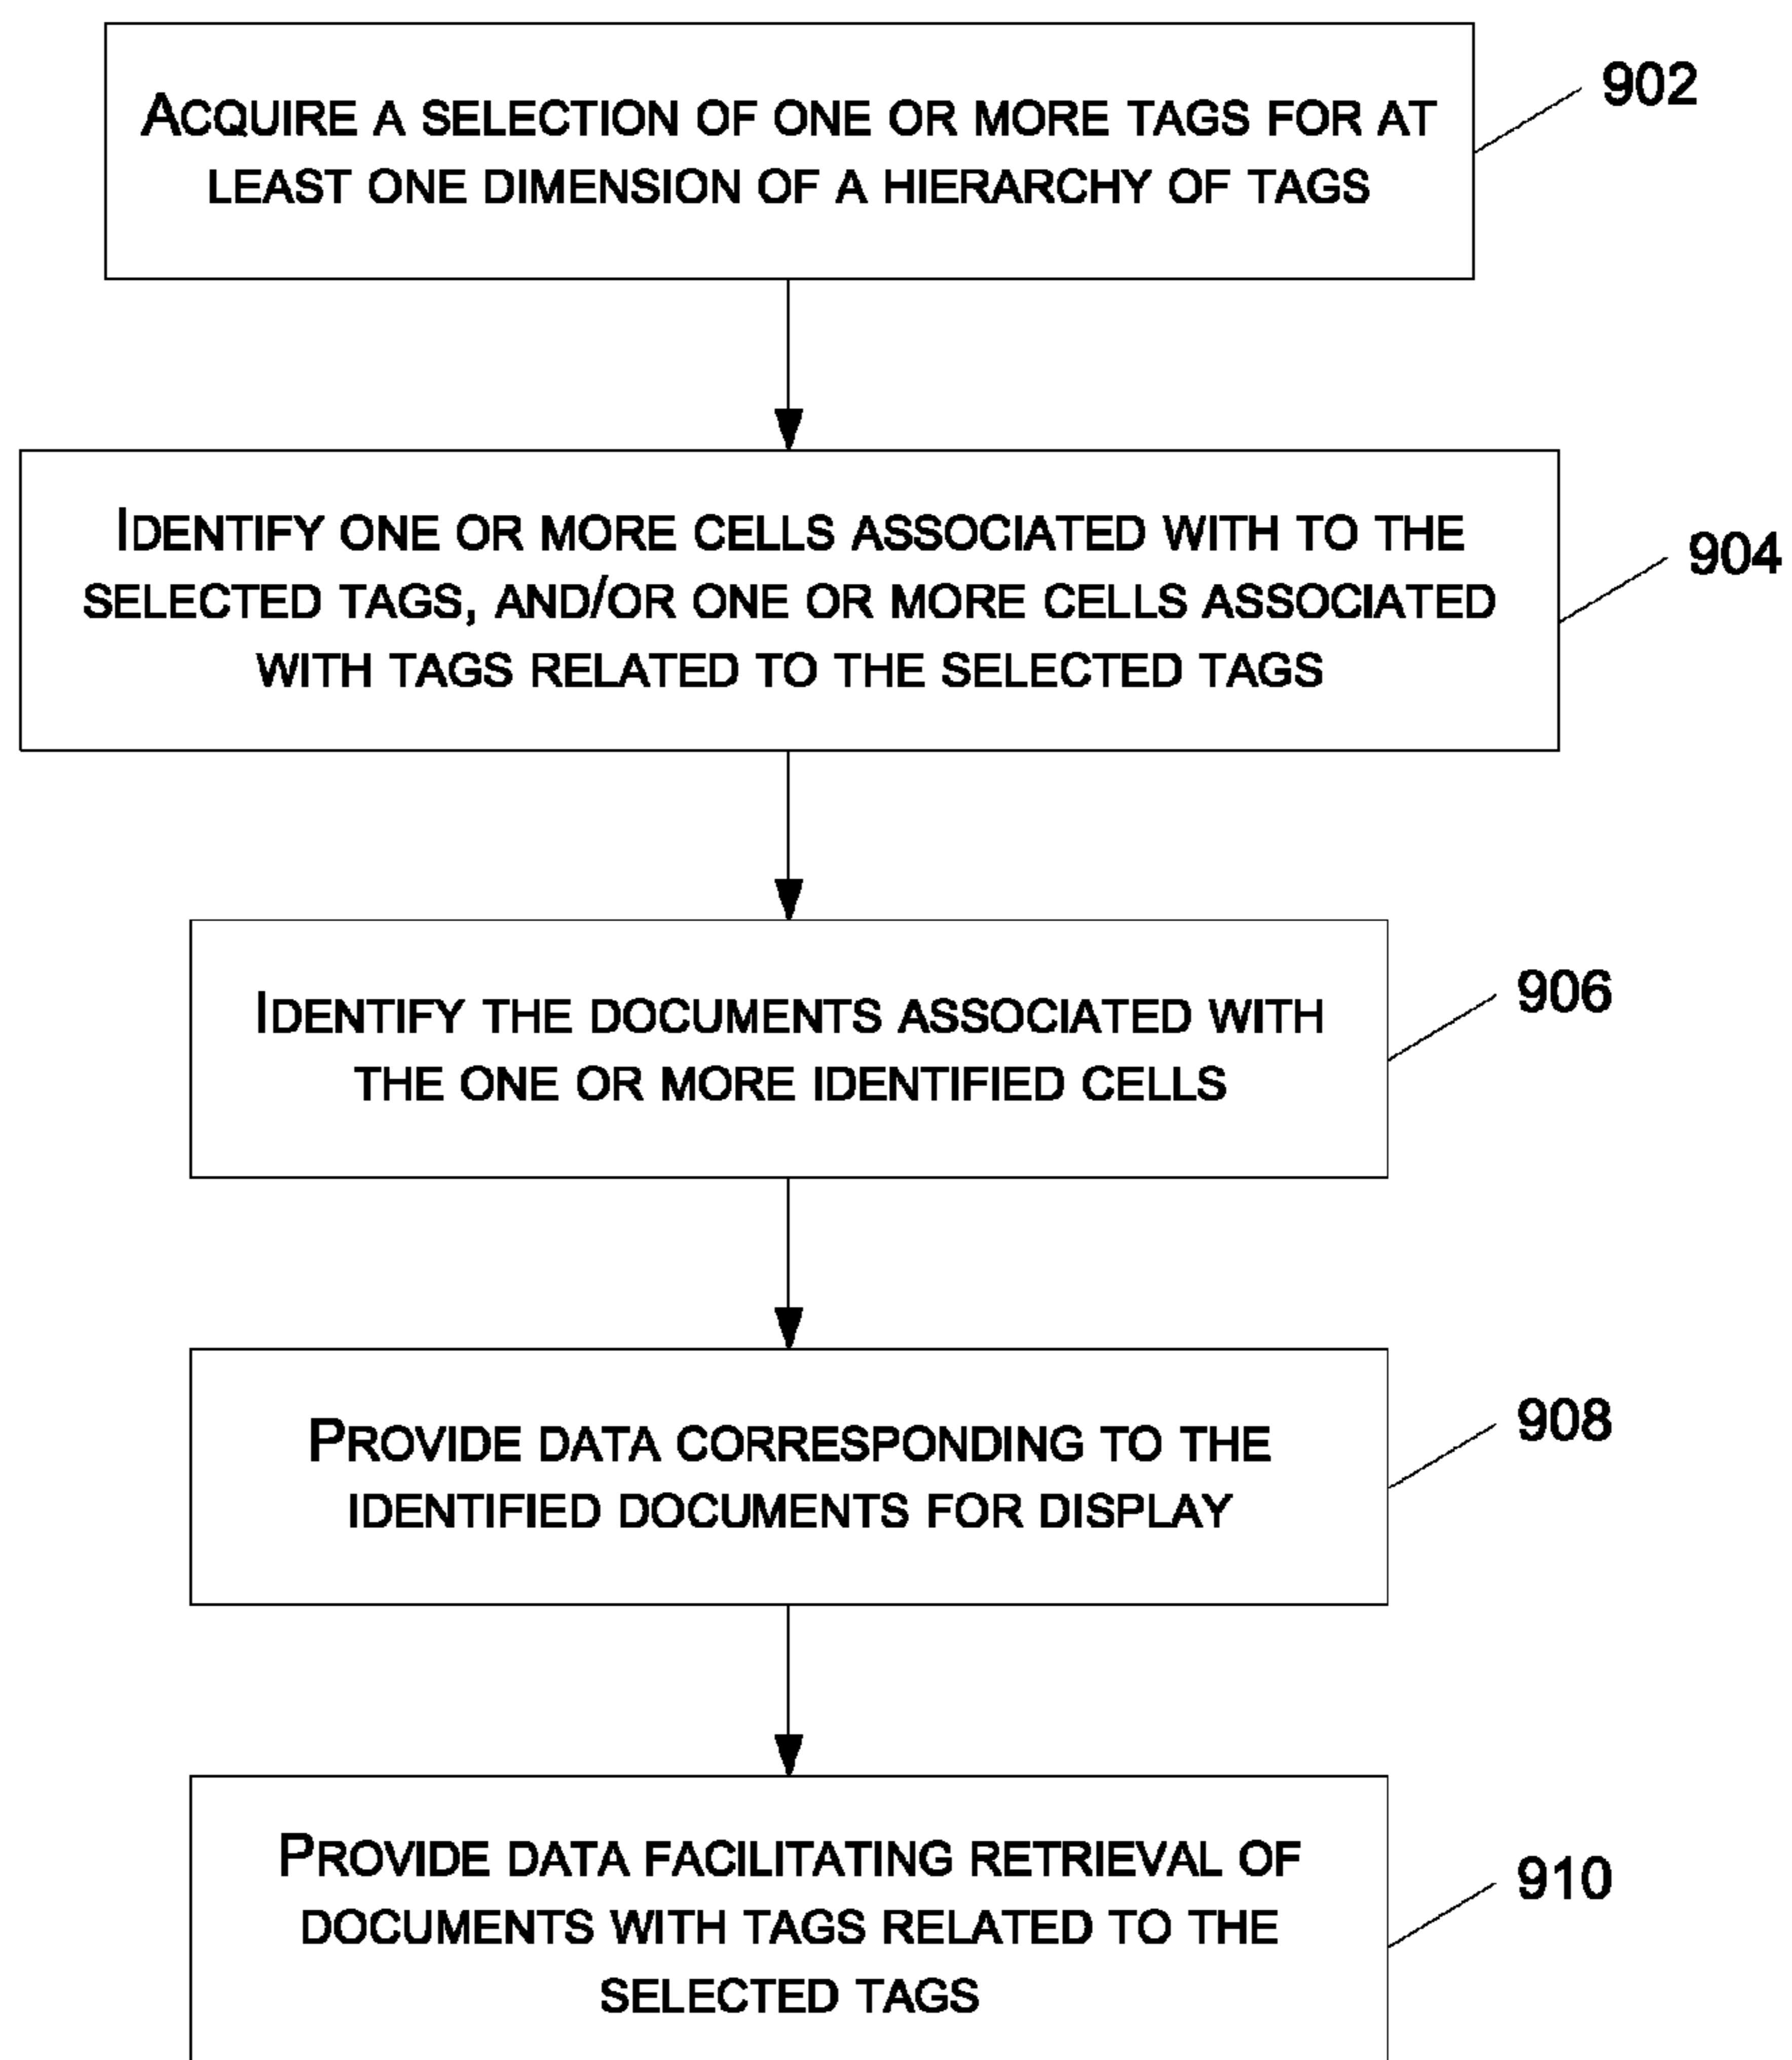 ACQUIRE A SELECTION OF ONE OR MORE TAGS FOR AT
LEAST ONE DIMENSION OF A HIERARCHY OF TAGS
902
IDENTIFY ONE OR MORE CELLS ASSOCIATED WITH TO THE
SELECTED TAGS, AND/OR ONE OR MORE CELLS ASSOCIATED
WITH TAGS RELATED TO THE SELECTED TAGS
904
IDENTIFY THE DOCUMENTS ASSOCIATED WITH
THE ONE OR MORE IDENTIFIED CELLS
906
PROVIDE DATA CORRESPONDING TO THE
IDENTIFIED DOCUMENTS FOR DISPLAY
908
PROVIDE DATA FACILITATING RETRIEVAL OF
DOCUMENTS WITH TAGS RELATED TO THE
SELECTED TAGS
910